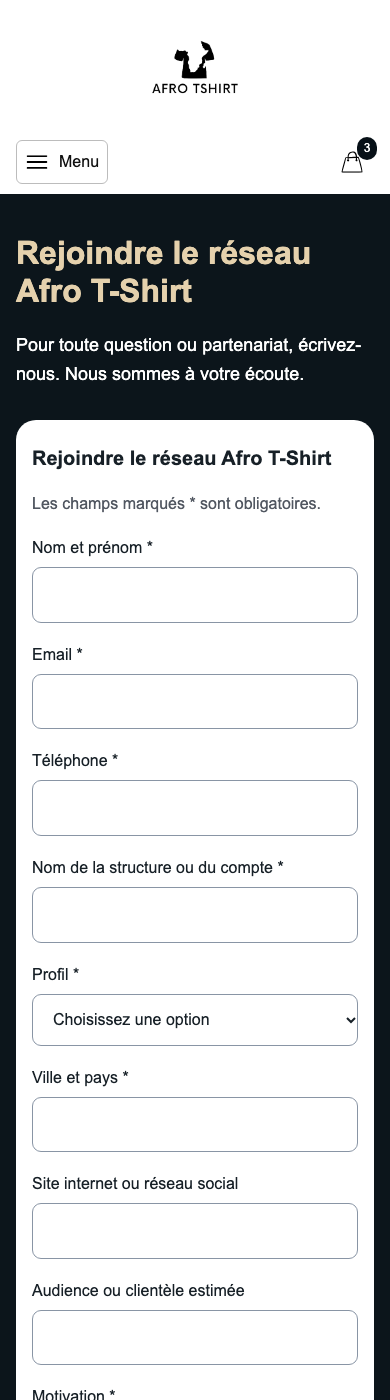 AFRO TSHIRT
Menu
3
Rejoindre le réseau
Afro T-Shirt
Pour toute question ou partenariat, écrivez-
nous. Nous sommes à votre écoute.
Rejoindre le réseau Afro T-Shirt
Les champs marqués * sont obligatoires.
Nom et prénom *
Email *
Téléphone *
Nom de la structure ou du compte *
Profil *
Choisissez une option
Ville et pays *
Site internet ou réseau social
Audience ou clientèle estimée
Motivation *